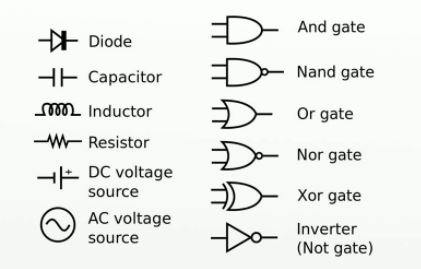 Diode
Capacitor
Inductor
Resistor
+
DC voltage
source
AC voltage
source
And gate
Nand gate
Or gate
Nor gate
Xor gate
Inverter
(Not gate)